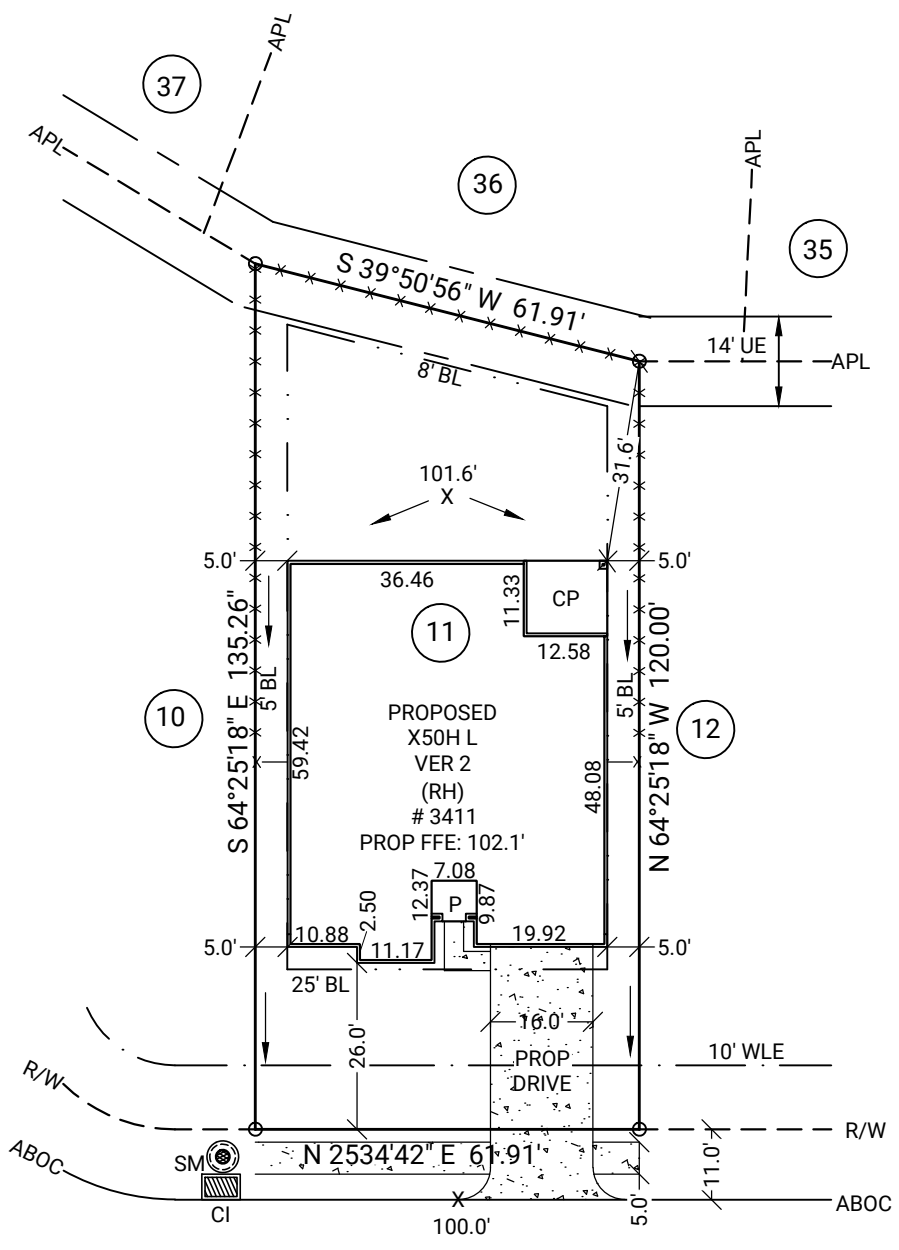 APL
37
APL
36
APL
35
S 39°50'56" W 61.91'
14' UE
APL
8' BL
31.6'
101.6'
X
5.0'
5.0'
36.46
11.33
CP
11
12.58
S 64°25'18" E 135.26"
5' BL
5' BL
N 64°25'18" W 120.00'
10
12
PROPOSED
X50H L
VER 2
(RH)
# 3411
PROP FFE: 102.1'
59.42
48.08
7.08
12.37
P
9.87
2.50
10.88
11.17
19.92
5.0'
5.0'
25' BL
26.0'
16.0'
PROP
DRIVE
10' WLE
R/W
R/W
ABOC
SM
N 2534'42" E 61.91'
11.0'
CI
X
100.0'
5.0'
ABOC